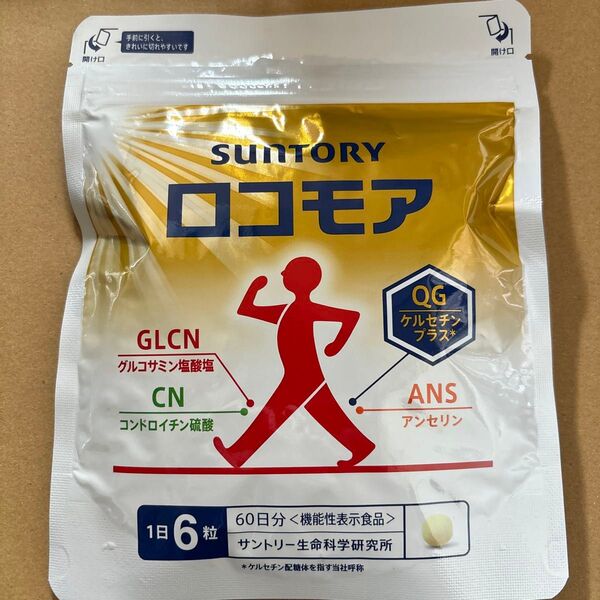 手前に引くと、
きれいに切れやすいです
開け口
開け口
SUNTORY
ロコモア
QG
ケルセチン
プラス*
GLCN
グルコサミン塩酸塩
CN
コンドロイチン硫酸
ANS
アンセリン
1日6粒
60日分<機能性表示食品>
サントリー生命科学研究所
*ケルセチン配糖体を指す当社呼称